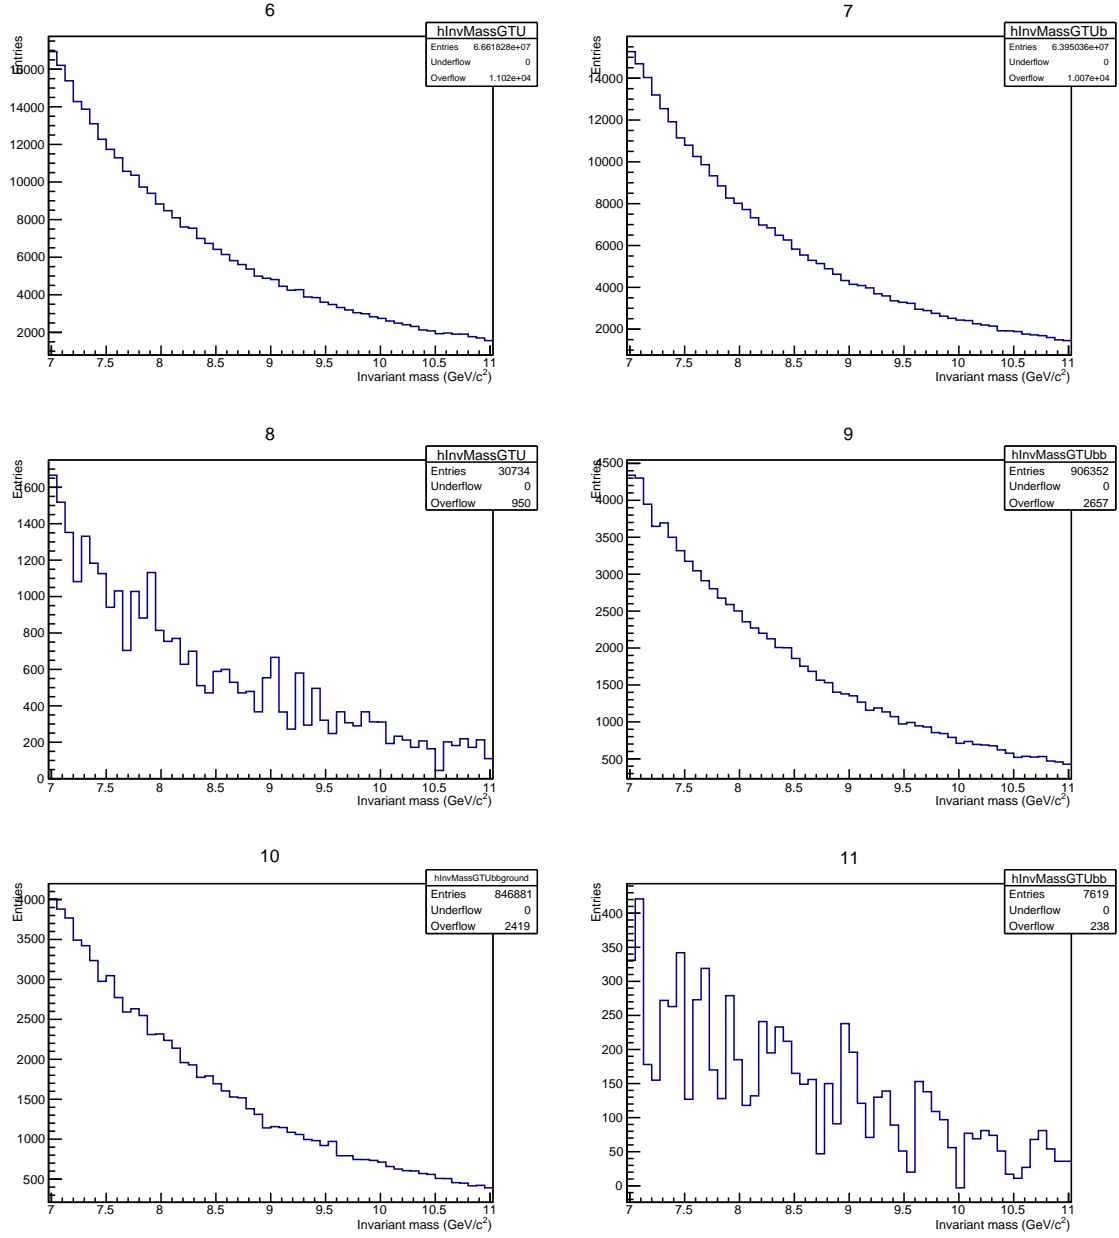 6
hInvMassGTU
Entries 6.661828e+07
Underflow 0
Overflow 1.102e+04
Entries
16000
14000
12000
10000
8000
6000
4000
2000
7 7.5 8 8.5 9 9.5 10 10.5 11
Invariant mass (GeV/c²)
7
hInvMassGTUb
Entries 6.395036e+07
Underflow 0
Overflow 1.007e+04
Entries
14000
12000
10000
8000
6000
4000
2000
7 7.5 8 8.5 9 9.5 10 10.5 11
Invariant mass (GeV/c²)
8
hInvMassGTU
Entries 30734
Underflow 0
Overflow 950
Entries
1600
1400
1200
1000
800
600
400
200
0
7 7.5 8 8.5 9 9.5 10 10.5 11
Invariant mass (GeV/c²)
9
hInvMassGTUbb
Entries 906352
Underflow 0
Overflow 2657
Entries
4500
4000
3500
3000
2500
2000
1500
1000
500
7 7.5 8 8.5 9 9.5 10 10.5 11
Invariant mass (GeV/c²)
10
hInvMassGTUbbground
Entries 846881
Underflow 0
Overflow 2419
Entries
4000
3500
3000
2500
2000
1500
1000
500
7 7.5 8 8.5 9 9.5 10 10.5 11
Invariant mass (GeV/c²)
11
hInvMassGTUbb
Entries 7619
Underflow 0
Overflow 238
Entries
400
350
300
250
200
150
100
50
0
7 7.5 8 8.5 9 9.5 10 10.5 11
Invariant mass (GeV/c²)